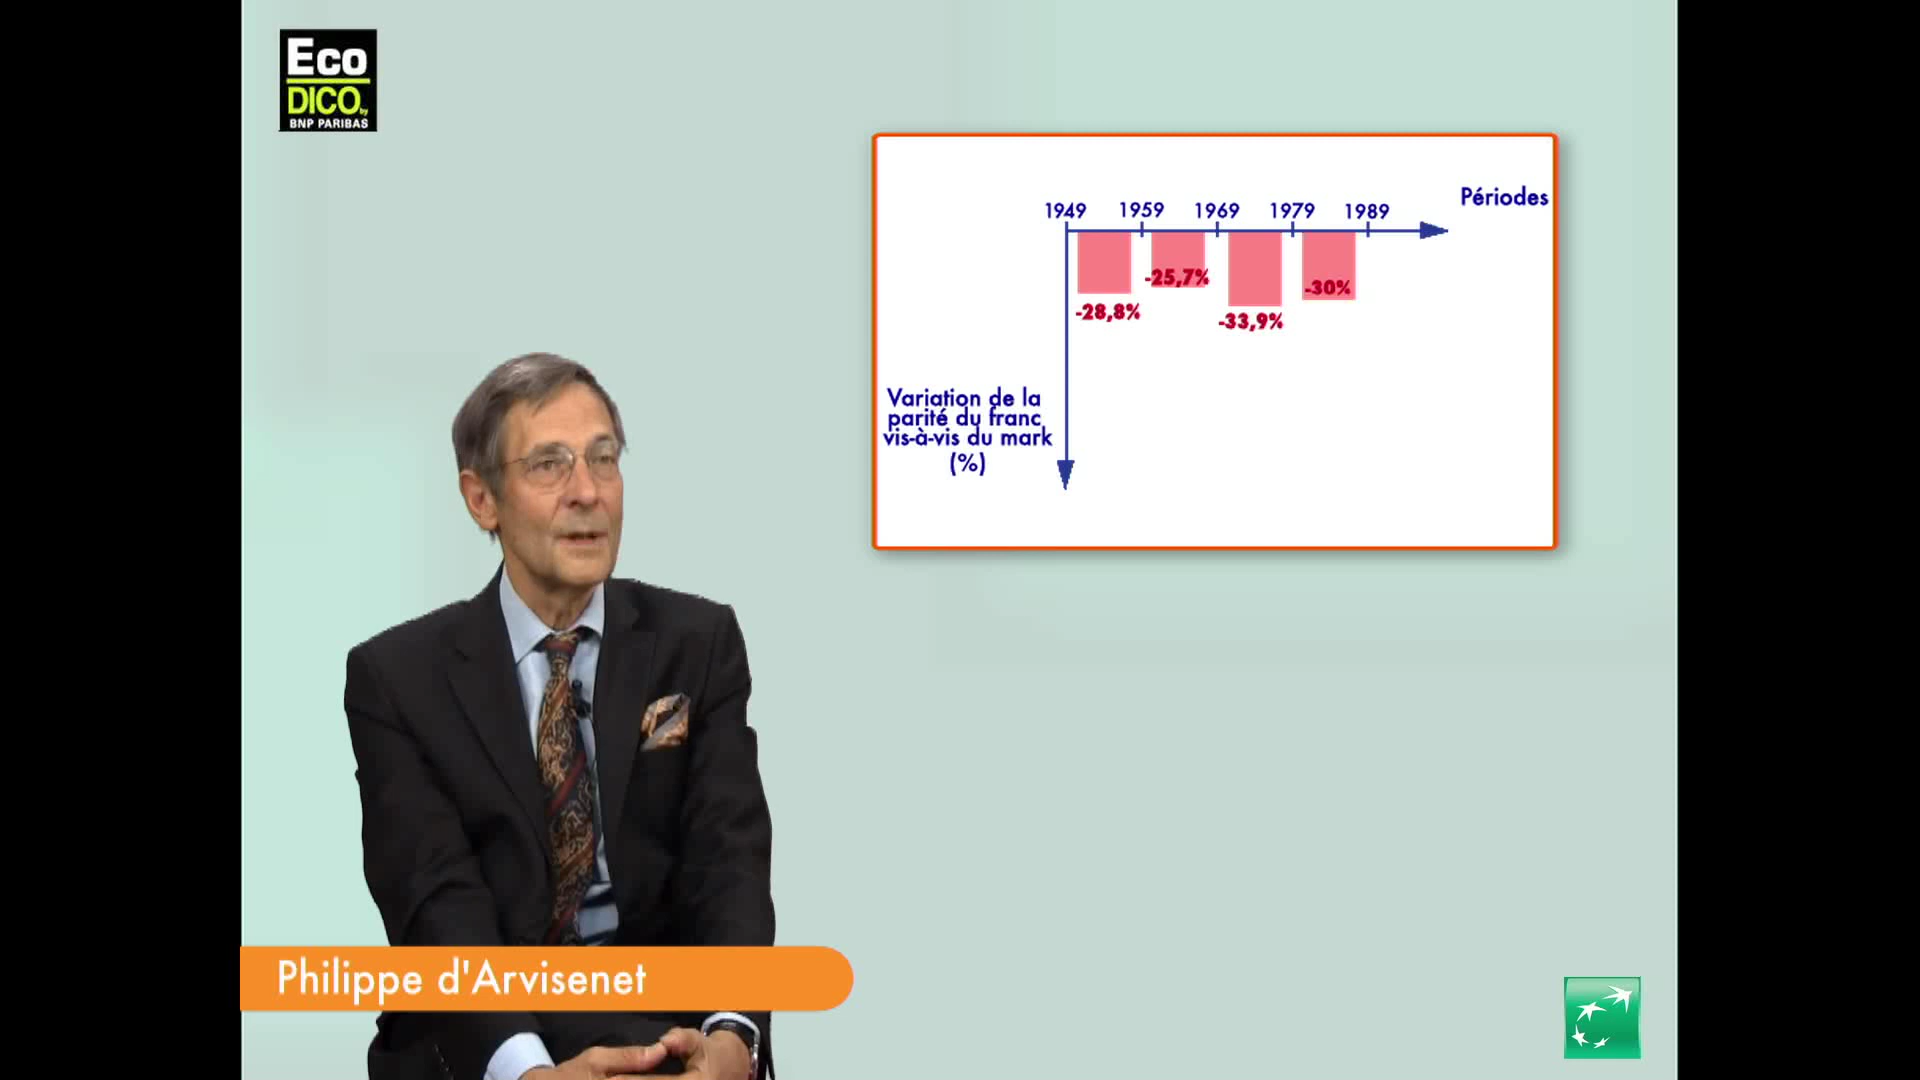 Eco
DICO by
BNP PARIBAS
Périodes
1949 1959 1969 1979 1989
-28,8%
-25,7%
-33,9%
-30%
Variation de la
parité du franc
vis-à-vis du mark
(%)
Philippe d'Arvisenet